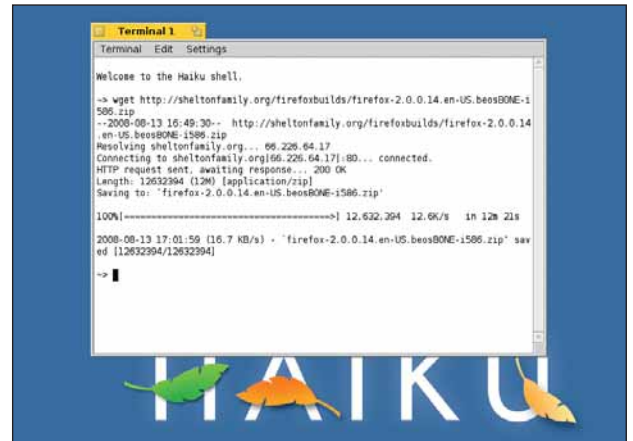 Terminal 1
Terminal Edit Settings
Welcome to the Haiku shell.
~> wget http://sheltonfamily.org/firefoxbuilds/firefox-2.0.0.14.en-US.beosBONE-i
586.zip
--2008-08-13 16:49:30-- http://sheltonfamily.org/firefoxbuilds/firefox-2.0.0.14
.en-US.beosBONE-i586.zip
Resolving sheltonfamily.org... 66.226.64.17
Connecting to sheltonfamily.org|66.226.64.17|:80... connected.
HTTP request sent, awaiting response... 200 OK
Length: 12632394 (12M) [application/zip]
Saving to: `firefox-2.0.0.14.en-US.beosBONE-i586.zip'
100%[======================================>] 12,632,394 12.6K/s in 12m 21s
2008-08-13 17:01:59 (16.7 KB/s) - `firefox-2.0.0.14.en-US.beosBONE-i586.zip' sav
ed [12632394/12632394]
~>
HAIKU